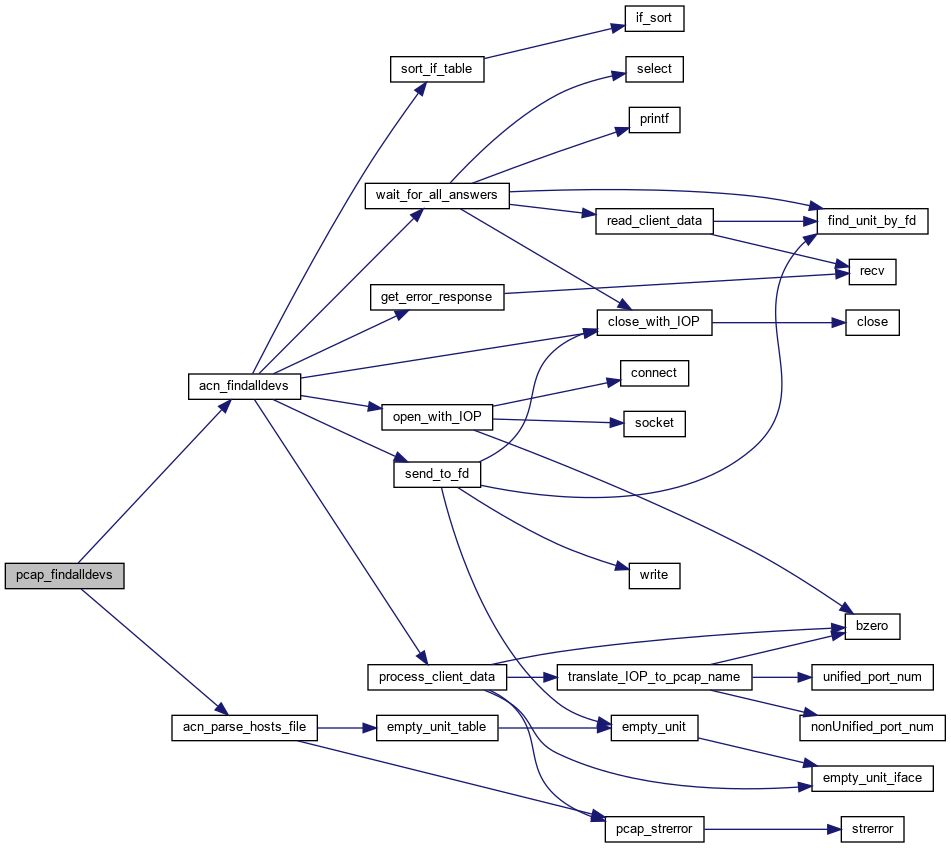 if_sort
sort_if_table
select
printf
wait_for_all_answers
read_client_data
find_unit_by_fd
recv
get_error_response
close_with_IOP
close
connect
acn_findalldevs
open_with_IOP
socket
send_to_fd
pcap_findalldevs
write
bzero
process_client_data
translate_IOP_to_pcap_name
unified_port_num
acn_parse_hosts_file
empty_unit_table
empty_unit
nonUnified_port_num
empty_unit_iface
pcap_strerror
strerror